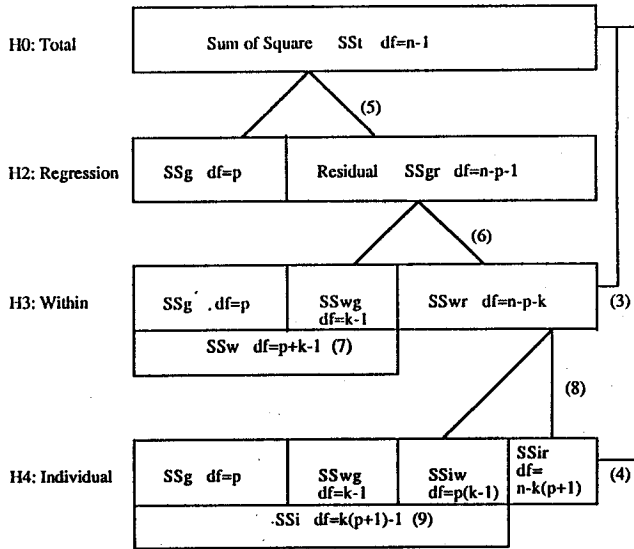 H0: Total
Sum of Square SSt df=n-1
(5)
H2: Regression
SSg df=p
Residual SSgr df=n-p-1
(6)
H3: Within
SSg df=p
SSwg
df=k-1
SSwr df=n-p-k
(3)
SSw df=p+k-1 (7)
(8)
H4: Individual
SSg df=p
SSwg
df=k-1
SSiw
df=p(k-1)
SSir
df=
n-k(p+1)
(4)
SSi df=k(p+1)-1 (9)